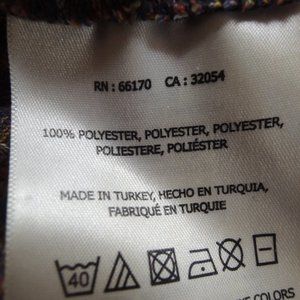 RN : 66170 CA : 32054
100% POLYESTER, POLYESTER, POLYESTER,
POLIESTERE, POLIÉSTER
MADE IN TURKEY, HECHO EN TURQUIA,
FABRIQUÉ EN TURQUIE
40
COLORS